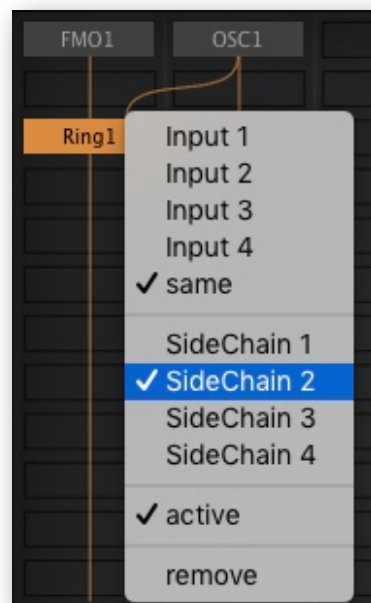 FMO1 OSC1
Ring1
Input 1
Input 2
Input 3
Input 4
✓ same
SideChain 1
✓ SideChain 2
SideChain 3
SideChain 4
✓ active
remove